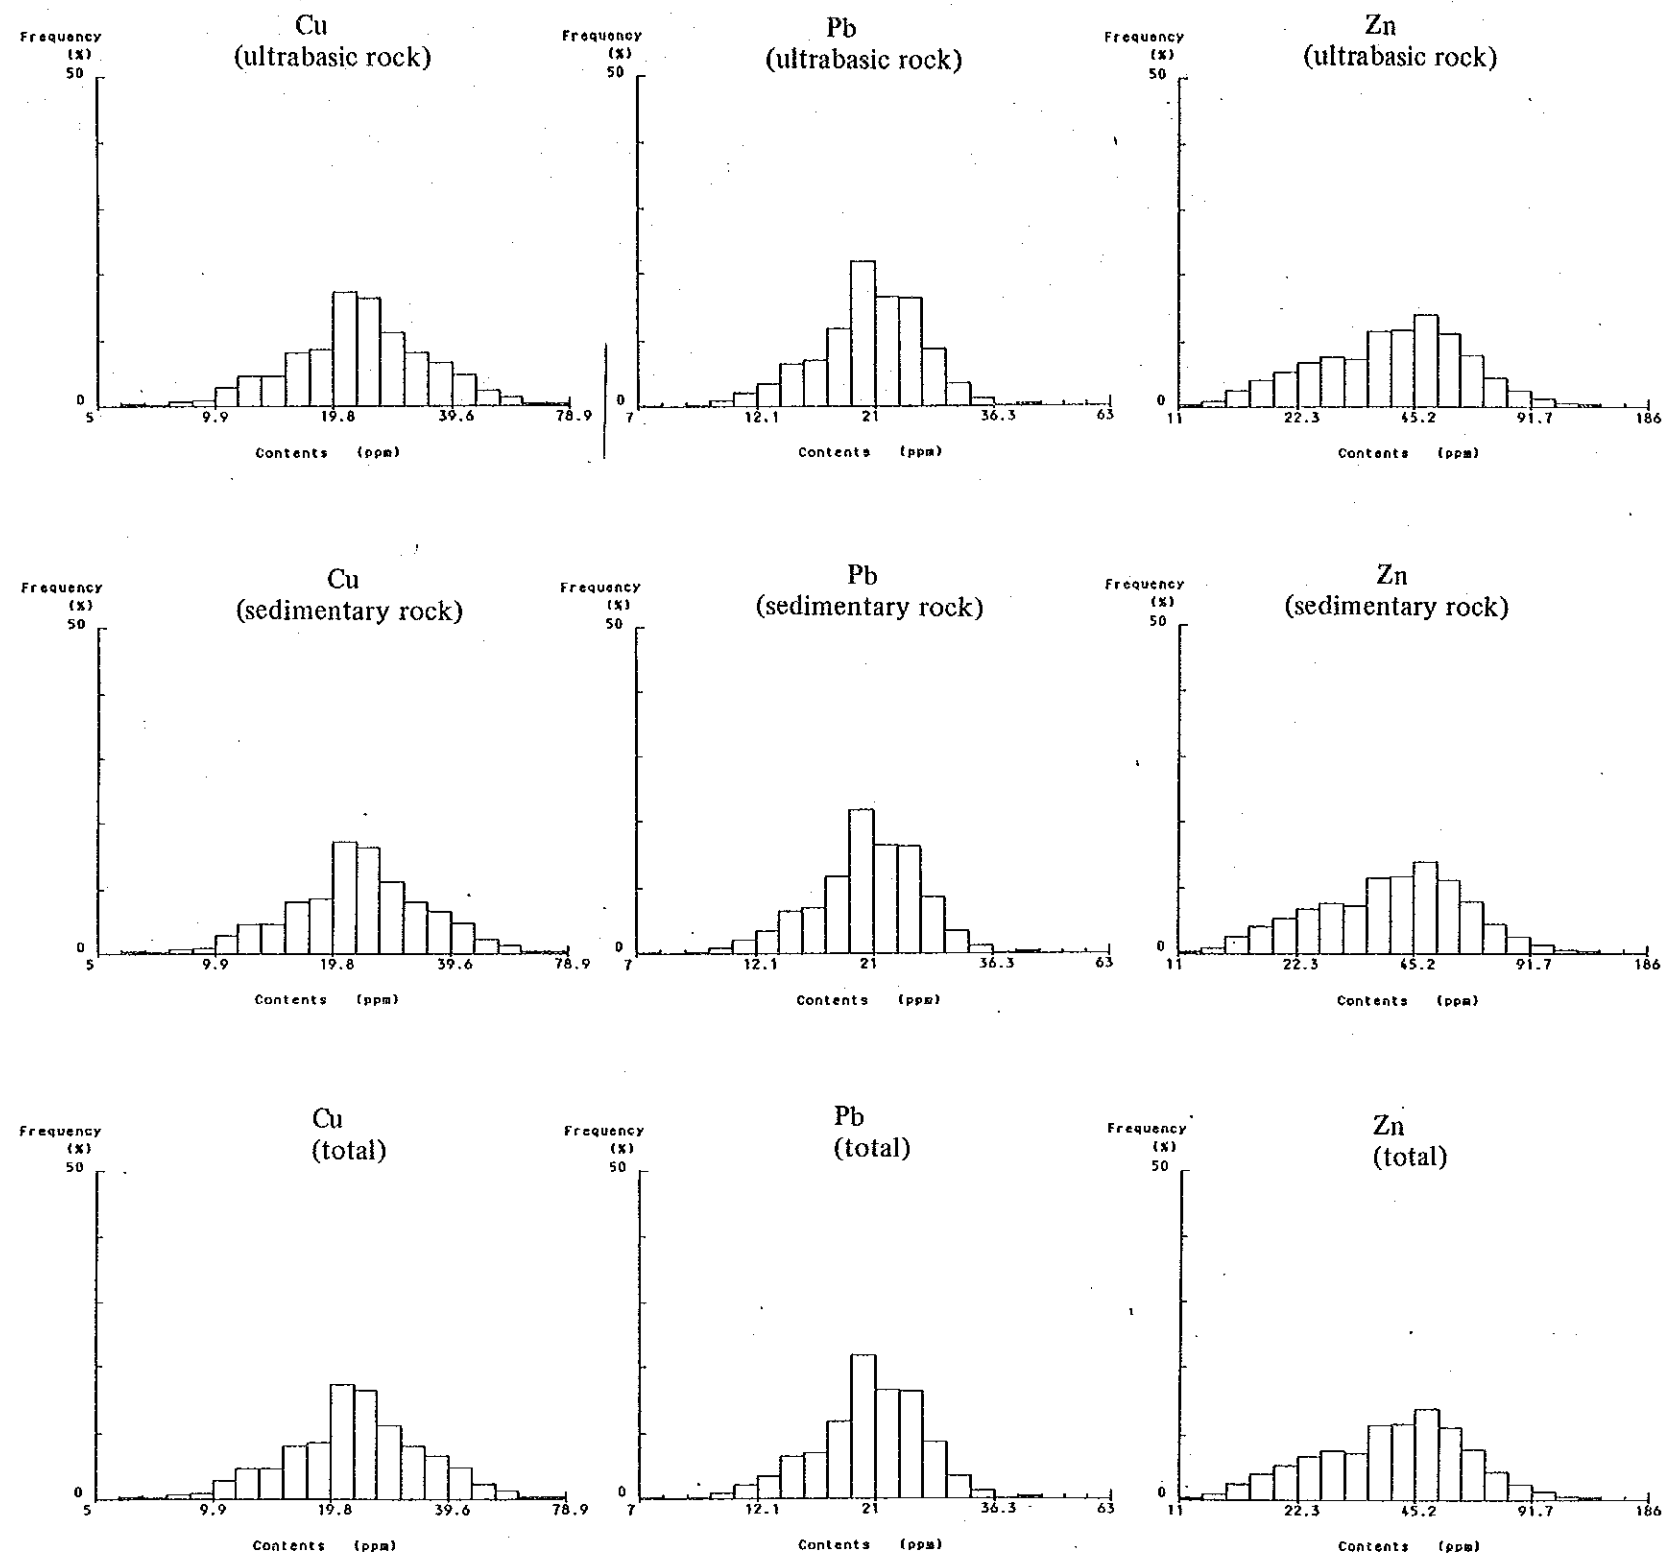 Cu
(ultrabasic rock)
Frequency
(%)
50
0
5 9.9 19.8 39.6 78.9
Contents (ppm)
Pb
(ultrabasic rock)
Frequency
(%)
50
0
7 12.1 21 36.3 63
Contents (ppm)
Zn
(ultrabasic rock)
Frequency
(%)
50
0
11 22.3 45.2 91.7 186
Contents (ppm)
Cu
(sedimentary rock)
Frequency
(%)
50
0
5 9.9 19.8 39.6 78.9
Contents (ppm)
Pb
(sedimentary rock)
Frequency
(%)
50
0
7 12.1 21 36.3 63
Contents (ppm)
Zn
(sedimentary rock)
Frequency
(%)
50
0
11 22.3 45.2 91.7 186
Contents (ppm)
Cu
(total)
Frequency
(%)
50
0
5 9.9 19.8 39.6 78.9
Contents (ppm)
Pb
(total)
Frequency
(%)
50
0
7 12.1 21 36.3 63
Contents (ppm)
Zn
(total)
Frequency
(%)
50
0
11 22.3 45.2 91.7 186
Contents (ppm)